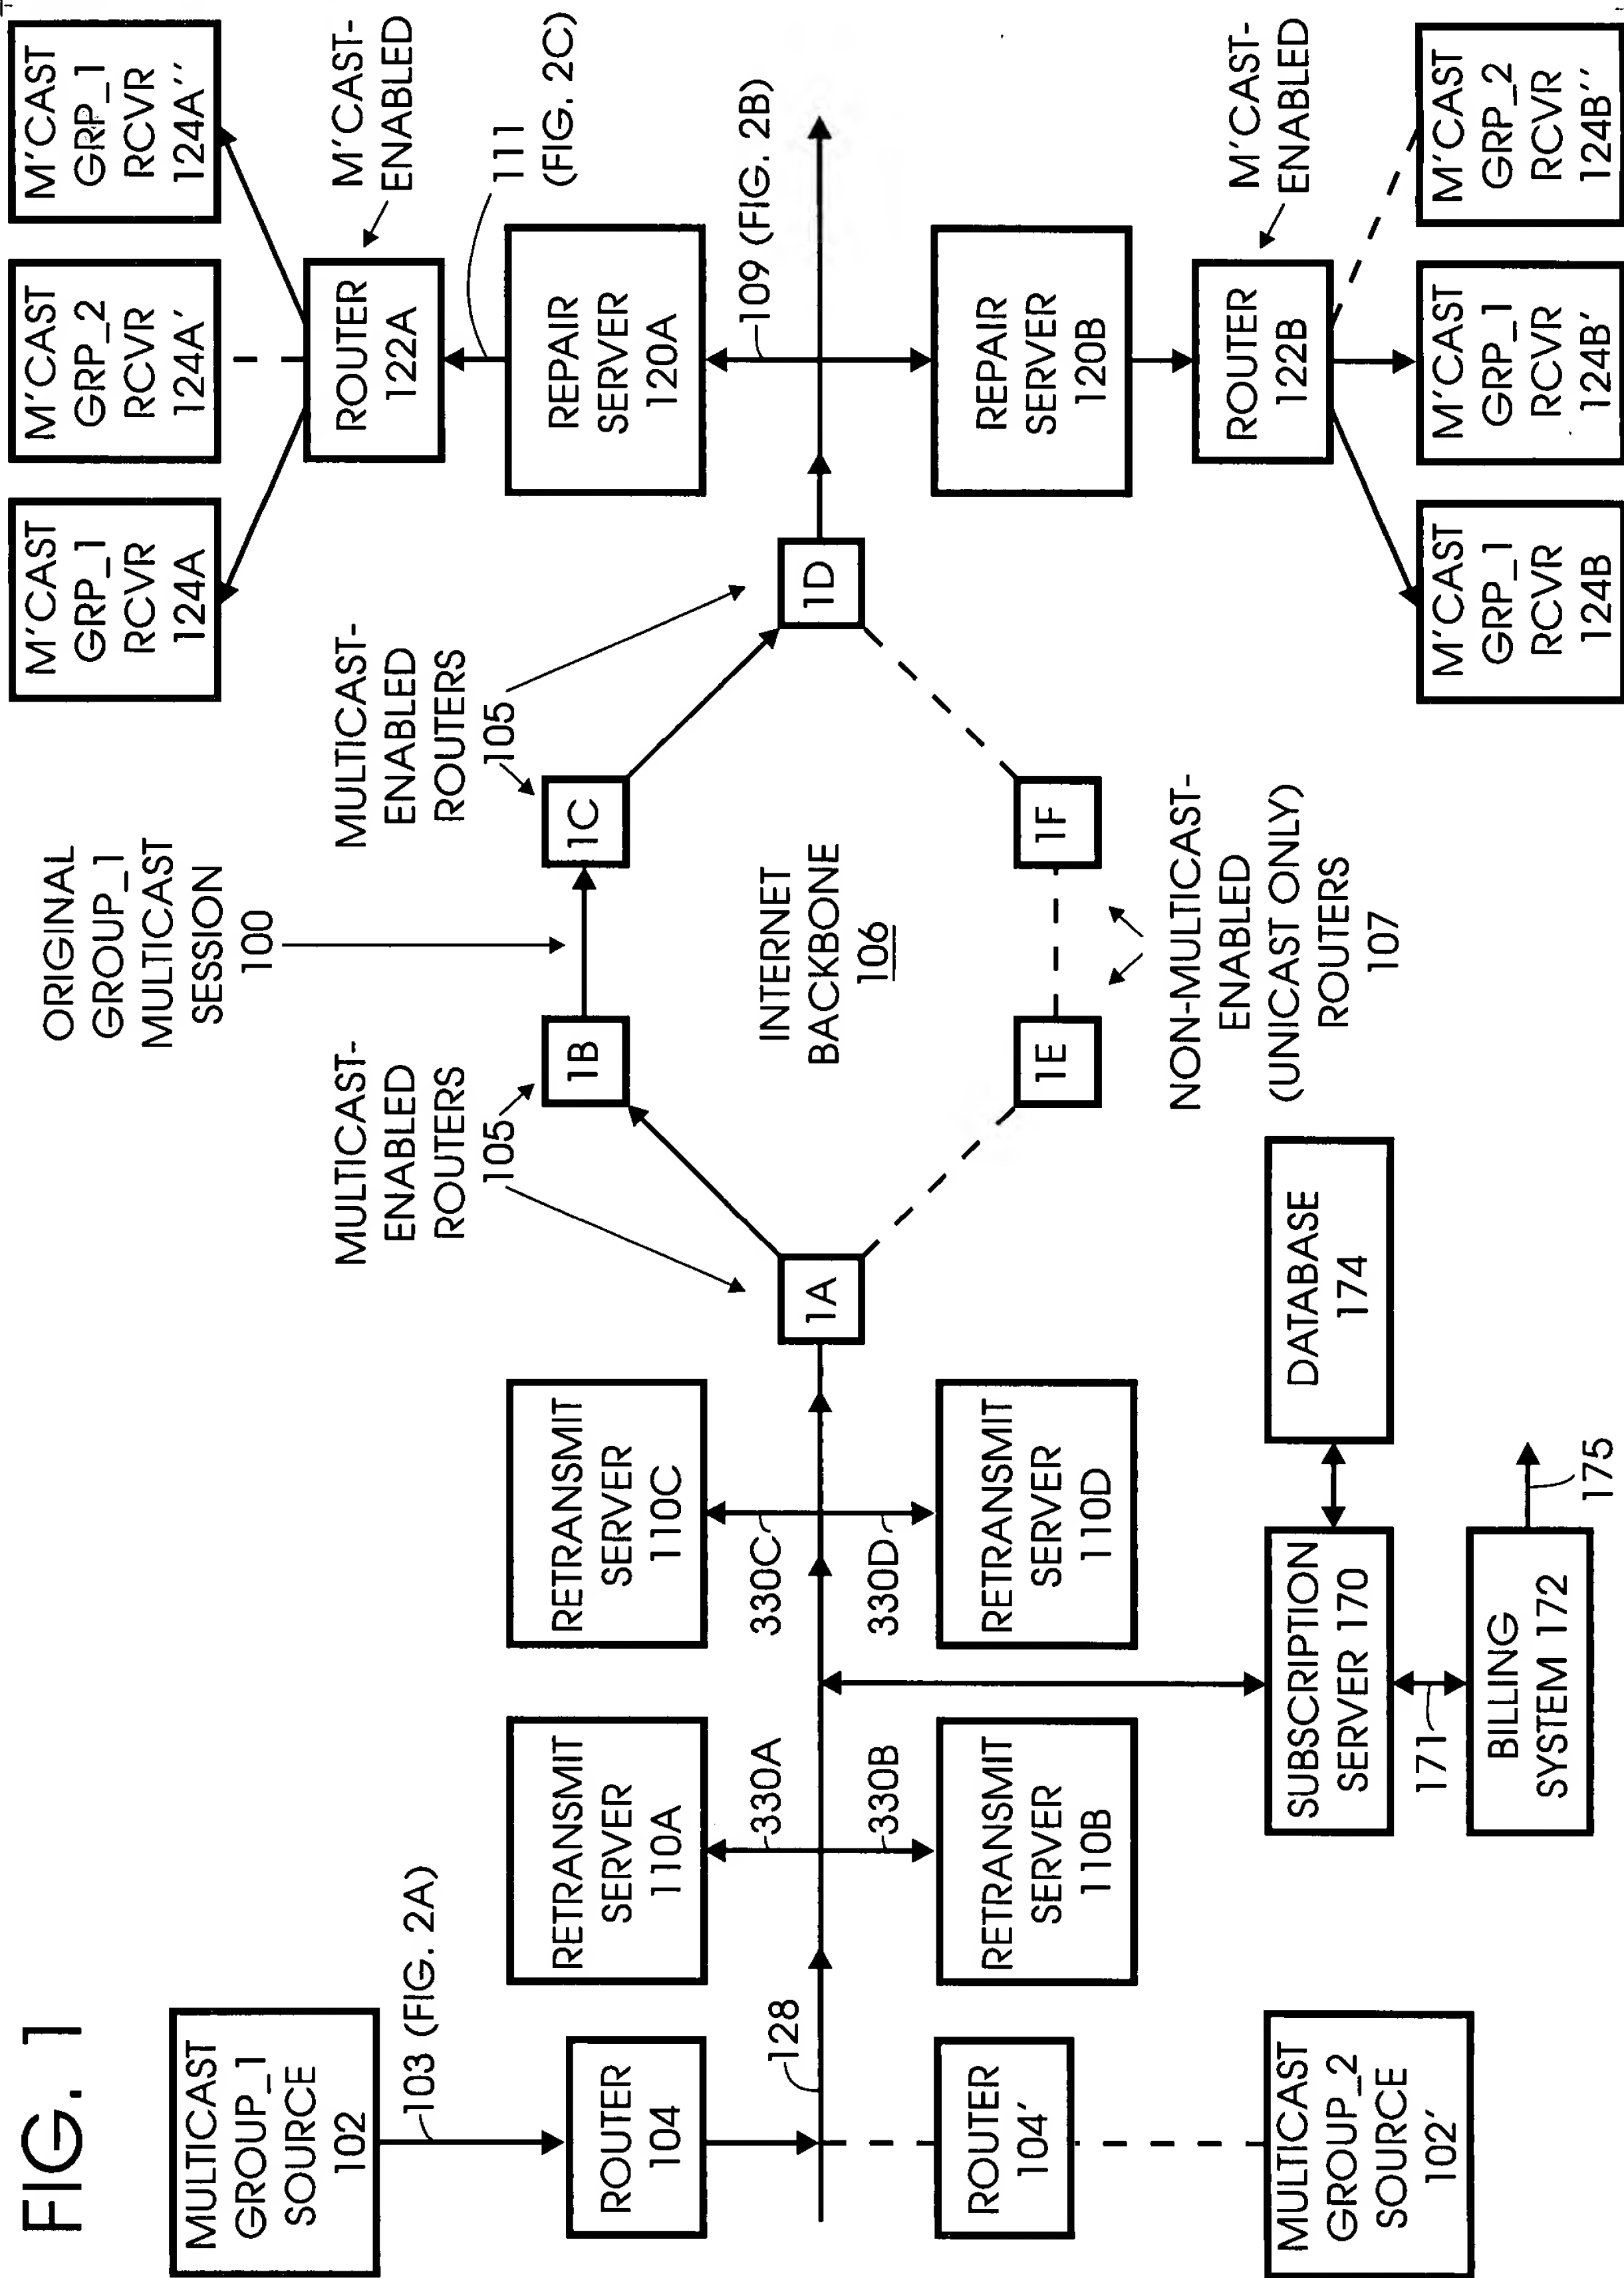 FIG. 1
MULTICAST
GROUP_1
SOURCE
102
103 (FIG. 2A)
ROUTER
104
128
ROUTER
104'
MULTICAST
GROUP_2
SOURCE
102'
RETRANSMIT
SERVER
110A
330A
330B
RETRANSMIT
SERVER
110B
RETRANSMIT
SERVER
110C
330C
330D
RETRANSMIT
SERVER
110D
SUBSCRIPTION
SERVER 170
171
BILLING
SYSTEM 172
175
DATABASE
174
ORIGINAL
GROUP_1
MULTICAST
SESSION
100
MULTICAST-
ENABLED
ROUTERS
105
MULTICAST-
ENABLED
ROUTERS
105
1A
1B
1C
1D
1E
1F
INTERNET
BACKBONE
106
NON-MULTICAST-
ENABLED
(UNICAST ONLY)
ROUTERS
107
M'CAST
GRP_1
RCVR
124A
M'CAST
GRP_2
RCVR
124A'
M'CAST
GRP_1
RCVR
124A''
ROUTER
122A
M'CAST-
ENABLED
111
(FIG. 2C)
REPAIR
SERVER
120A
109 (FIG. 2B)
REPAIR
SERVER
120B
ROUTER
122B
M'CAST-
ENABLED
M'CAST
GRP_1
RCVR
124B
M'CAST
GRP_1
RCVR
124B'
M'CAST
GRP_2
RCVR
124B''